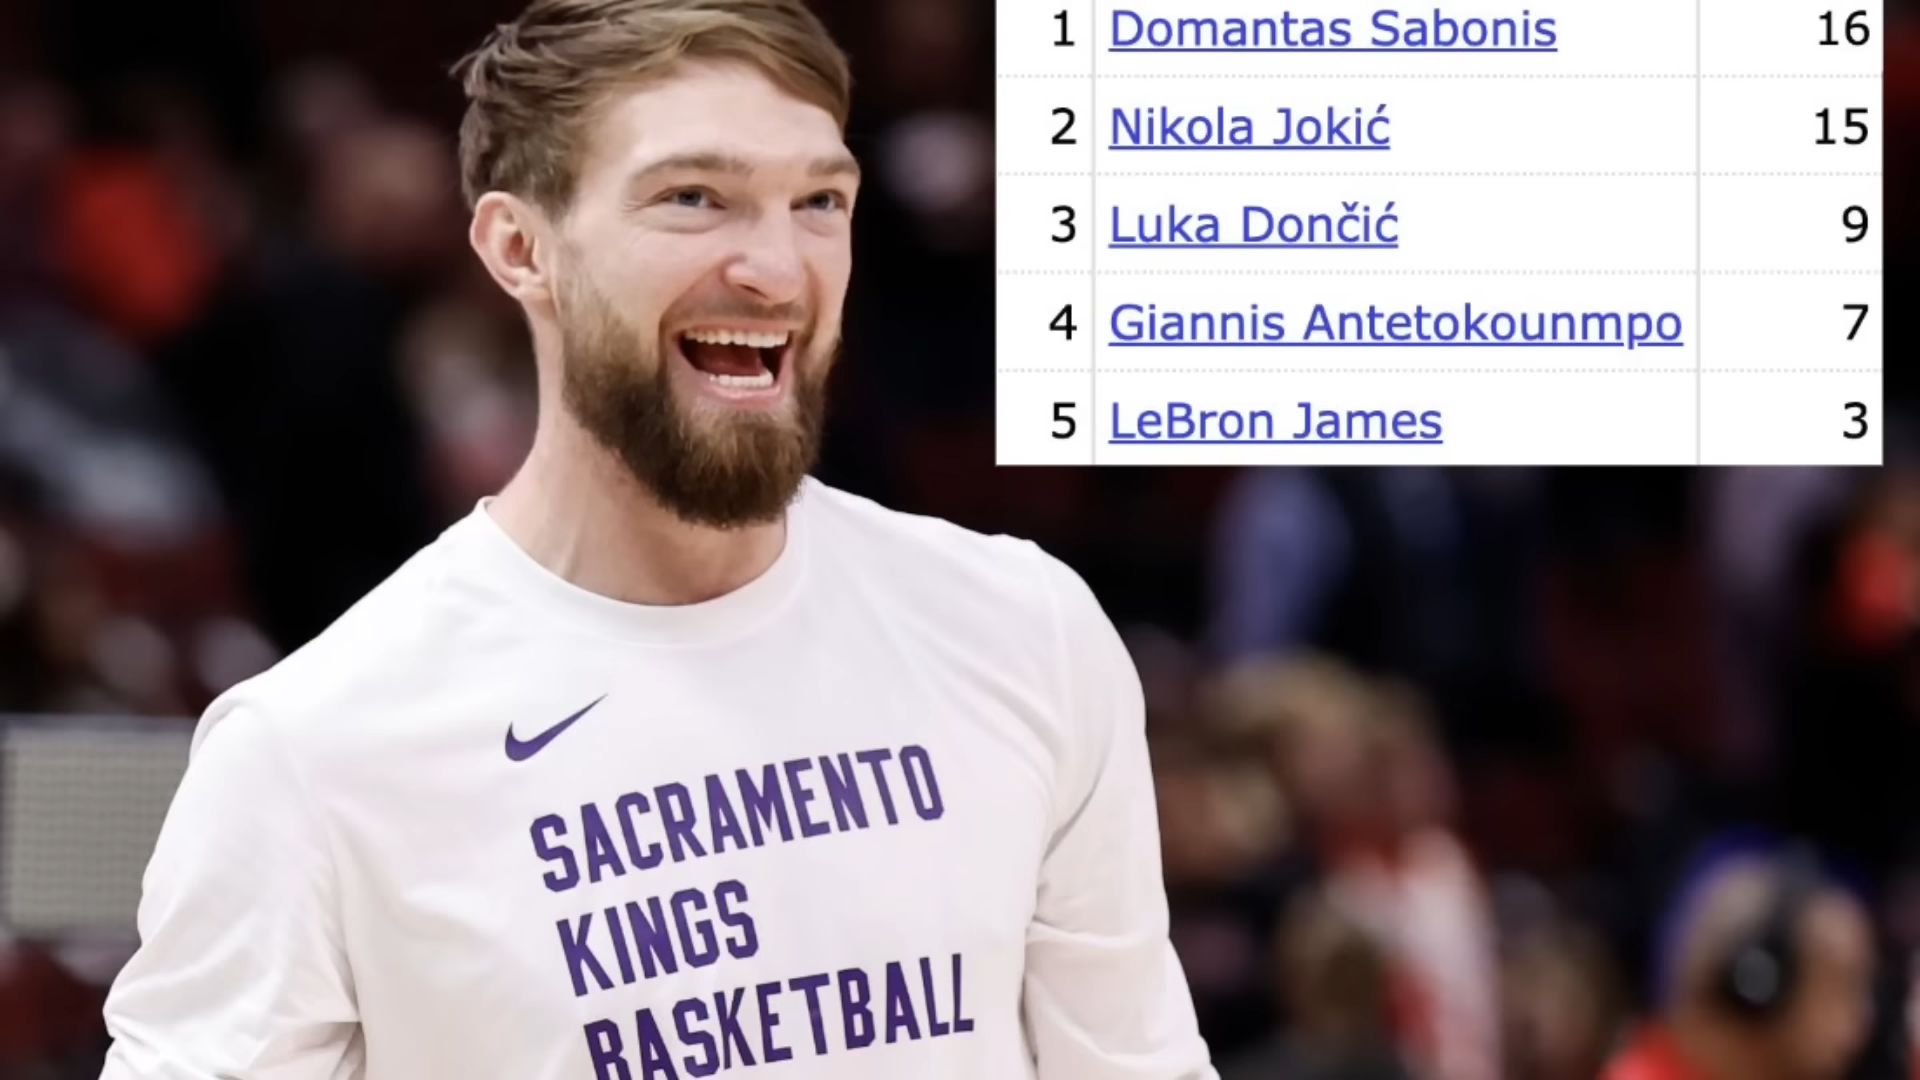 1 Domantas Sabonis 16
2 Nikola Jokić 15
3 Luka Dončić 9
4 Giannis Antetokounmpo 7
5 LeBron James 3
SACRAMENTO
KINGS
BASKETBALL